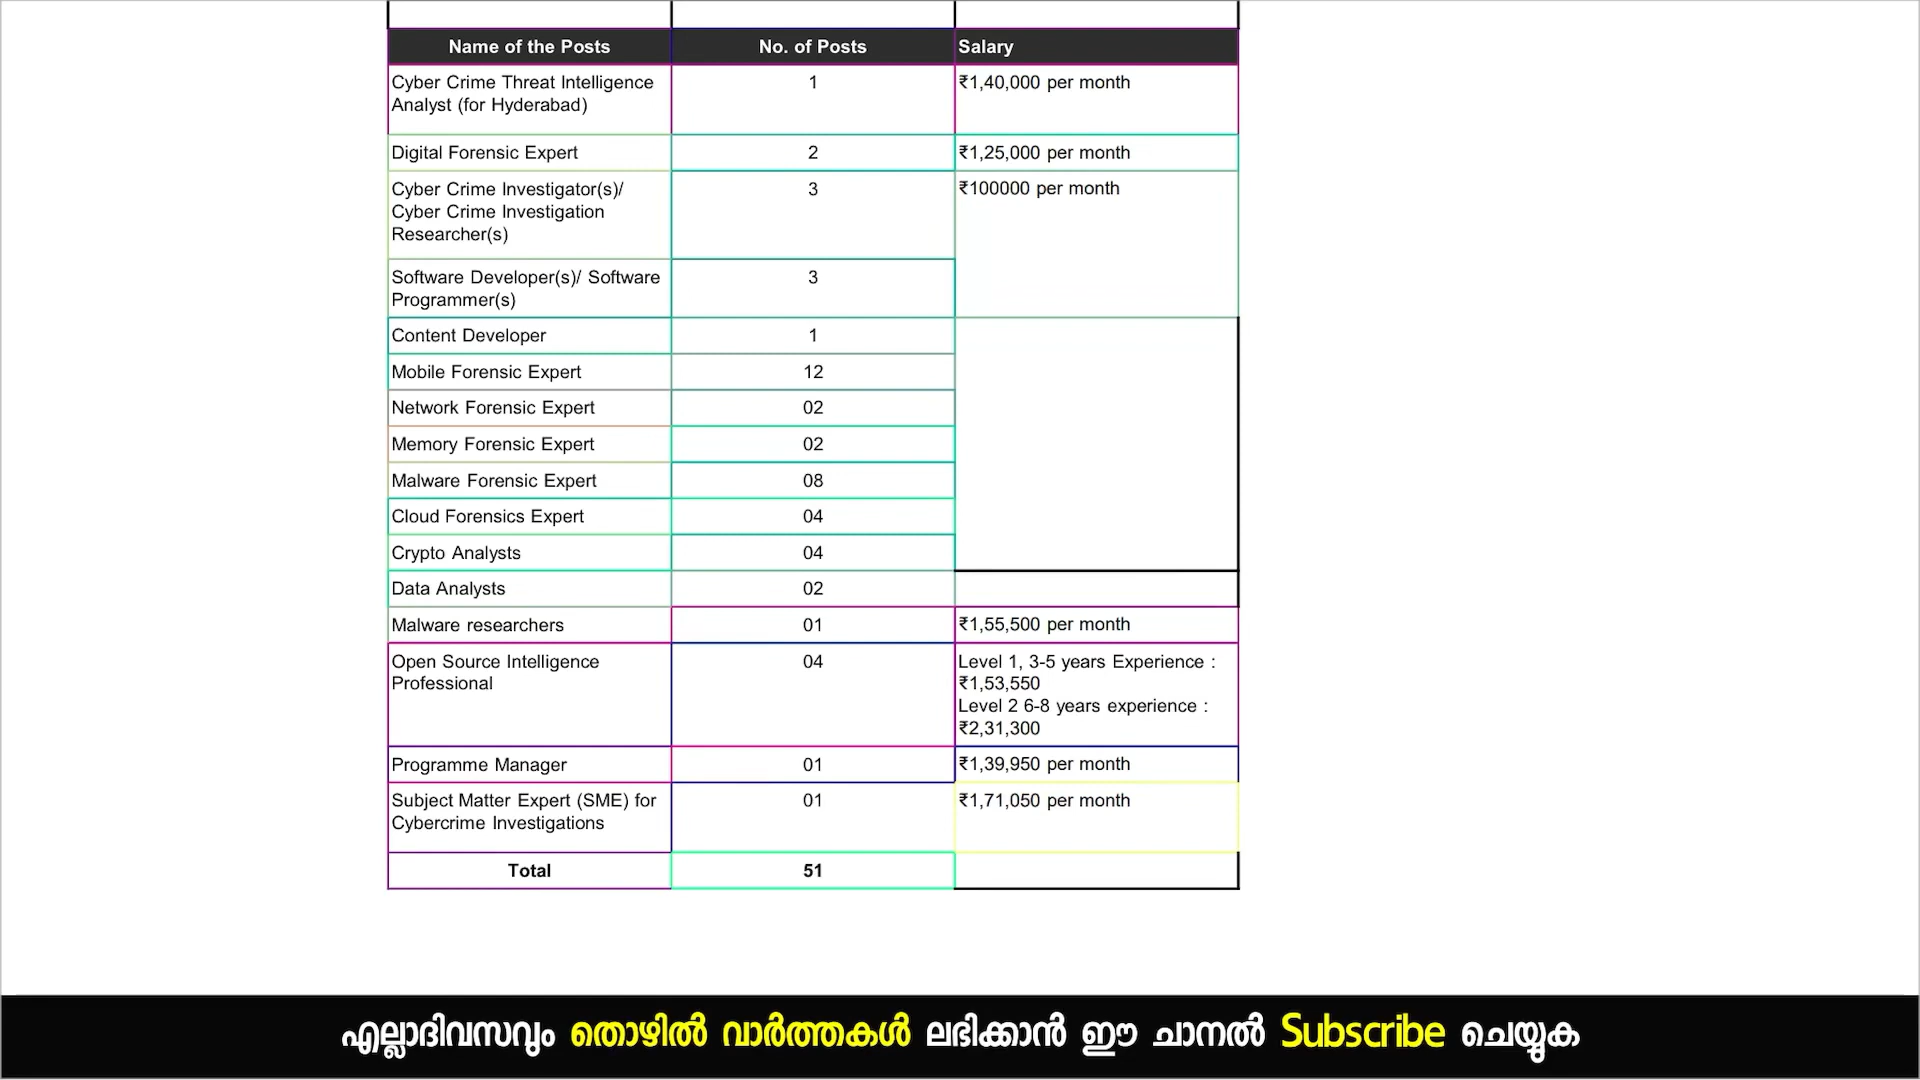 Name of the Posts No. of Posts Salary
Cyber Crime Threat Intelligence 1 ₹1,40,000 per month
Analyst (for Hyderabad)
Digital Forensic Expert 2 ₹1,25,000 per month
Cyber Crime Investigator(s)/ 3 ₹100000 per month
Cyber Crime Investigation
Researcher(s)
Software Developer(s)/ Software 3
Programmer(s)
Content Developer 1
Mobile Forensic Expert 12
Network Forensic Expert 02
Memory Forensic Expert 02
Malware Forensic Expert 08
Cloud Forensics Expert 04
Crypto Analysts 04
Data Analysts 02
Malware researchers 01 ₹1,55,500 per month
Open Source Intelligence 04 Level 1, 3-5 years Experience :
Professional ₹1,53,550
Level 2 6-8 years experience :
₹2,31,300
Programme Manager 01 ₹1,39,950 per month
Subject Matter Expert (SME) for 01 ₹1,71,050 per month
Cybercrime Investigations
Total 51
എല്ലാദിവസവും തൊഴിൽ വാർത്തകൾ ലഭിക്കാൻ ഈ ചാനൽ Subscribe ചെയ്യുക